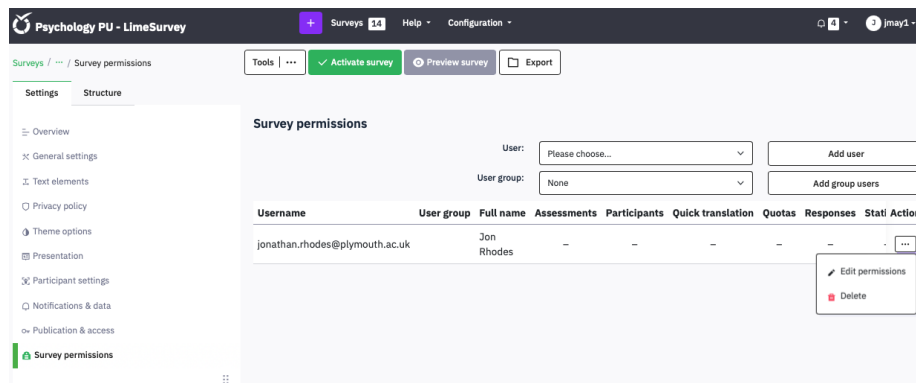 Psychology PU - LimeSurvey
+ Surveys 14 Help Configuration 4 J jmay1
Surveys / ··· / Survey permissions
Tools | ··· Activate survey Preview survey Export
Settings Structure
Overview
General settings
Text elements
Privacy policy
Theme options
Presentation
Participant settings
Notifications & data
Publication & access
Survey permissions
Survey permissions
User: Please choose... Add user
User group: None Add group users
Username User group Full name Assessments Participants Quick translation Quotas Responses Stati Action
jonathan.rhodes@plymouth.ac.uk Jon – – – – – ···
Rhodes
Edit permissions
Delete